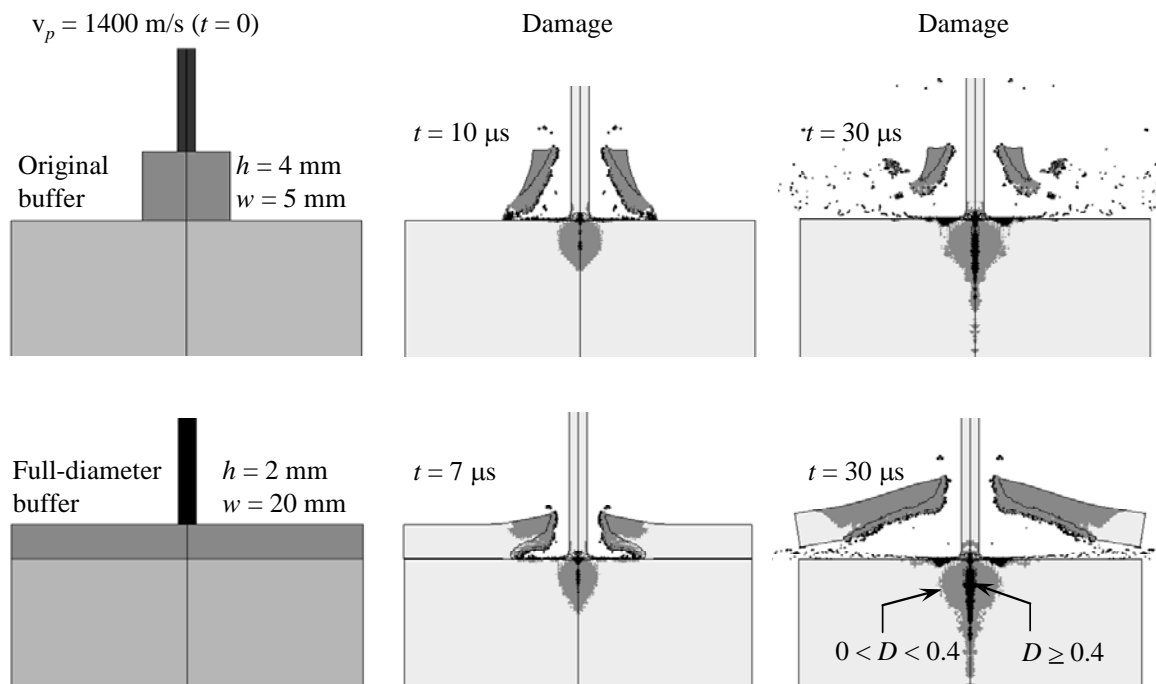 v_p = 1400 m/s (t = 0)
Damage
Damage
Original
buffer
h = 4 mm
w = 5 mm
t = 10 μs
t = 30 μs
Full-diameter
buffer
h = 2 mm
w = 20 mm
t = 7 μs
t = 30 μs
0 < D < 0.4
D ≥ 0.4